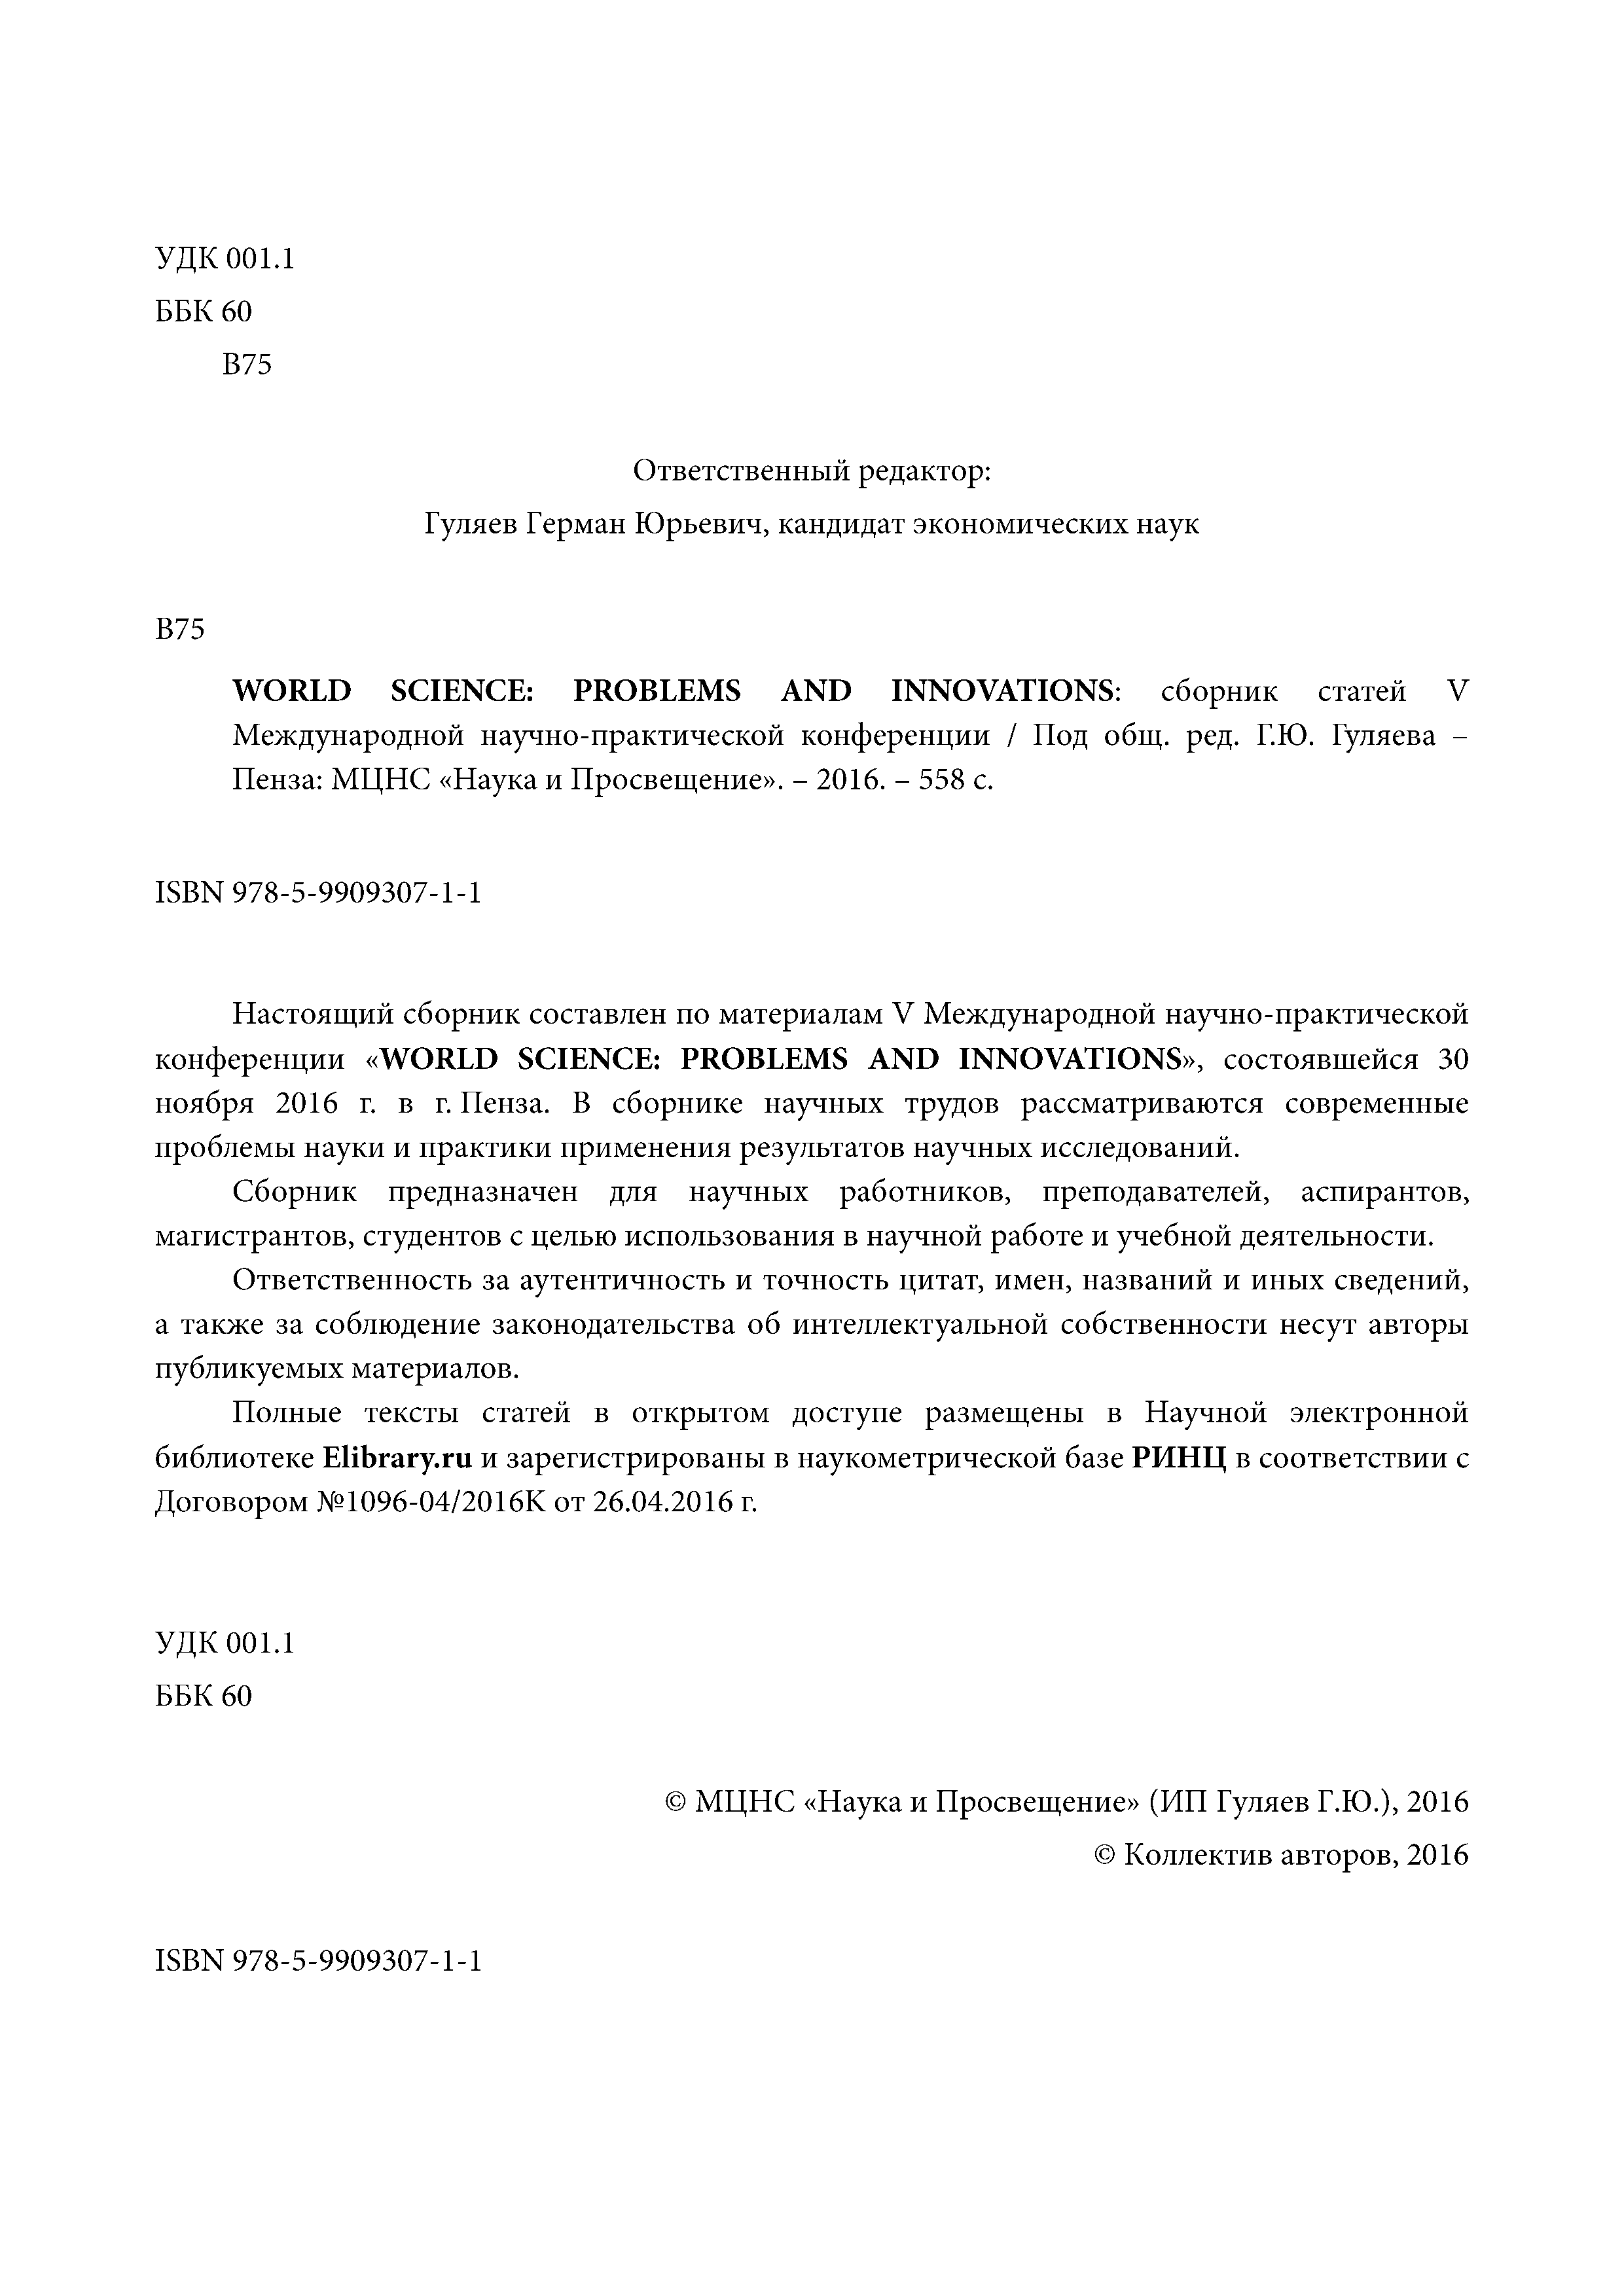 УДК 001.1
ББК 60
В75
Ответственный редактор:
Гуляев Герман Юрьевич, кандидат экономических наук
В75
WORLD SCIENCE: PROBLEMS AND INNOVATIONS: сборник статей V
Международной научно-практической конференции / Под общ. ред. Г.Ю. Гуляева –
Пенза: МЦНС «Наука и Просвещение». – 2016. – 558 с.
ISBN 978-5-9909307-1-1
Настоящий сборник составлен по материалам V Международной научно-практической
конференции «WORLD SCIENCE: PROBLEMS AND INNOVATIONS», состоявшейся 30
ноября 2016 г. в г. Пенза. В сборнике научных трудов рассматриваются современные
проблемы науки и практики применения результатов научных исследований.
Сборник предназначен для научных работников, преподавателей, аспирантов,
магистрантов, студентов с целью использования в научной работе и учебной деятельности.
Ответственность за аутентичность и точность цитат, имен, названий и иных сведений,
а также за соблюдение законодательства об интеллектуальной собственности несут авторы
публикуемых материалов.
Полные тексты статей в открытом доступе размещены в Научной электронной
библиотеке Elibrary.ru и зарегистрированы в наукометрической базе РИНЦ в соответствии с
Договором №1096-04/2016К от 26.04.2016 г.
УДК 001.1
ББК 60
© МЦНС «Наука и Просвещение» (ИП Гуляев Г.Ю.), 2016
© Коллектив авторов, 2016
ISBN 978-5-9909307-1-1